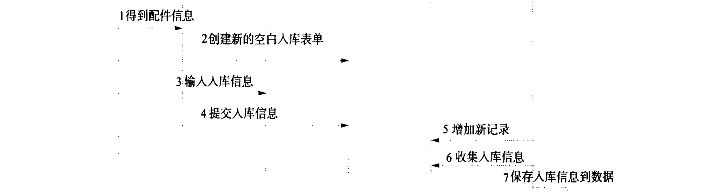 1得到配件信息
2创建新的空白入库表单
3输入入库信息
4提交入库信息
5 增加新记录
6 收集入库信息
7保存入库信息到数据